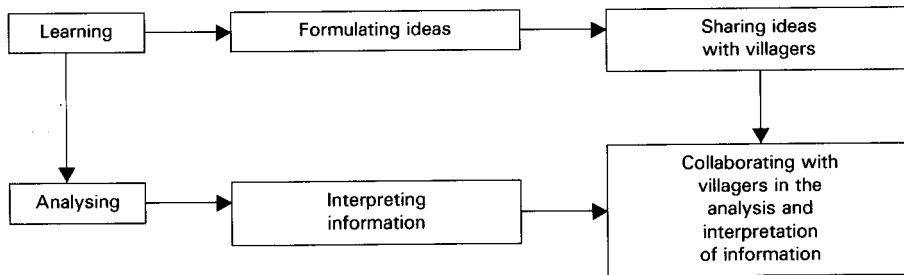 Learning
Formulating ideas
Sharing ideas
with villagers
Analysing
Interpreting
information
Collaborating with
villagers in the
analysis and
interpretation
of information